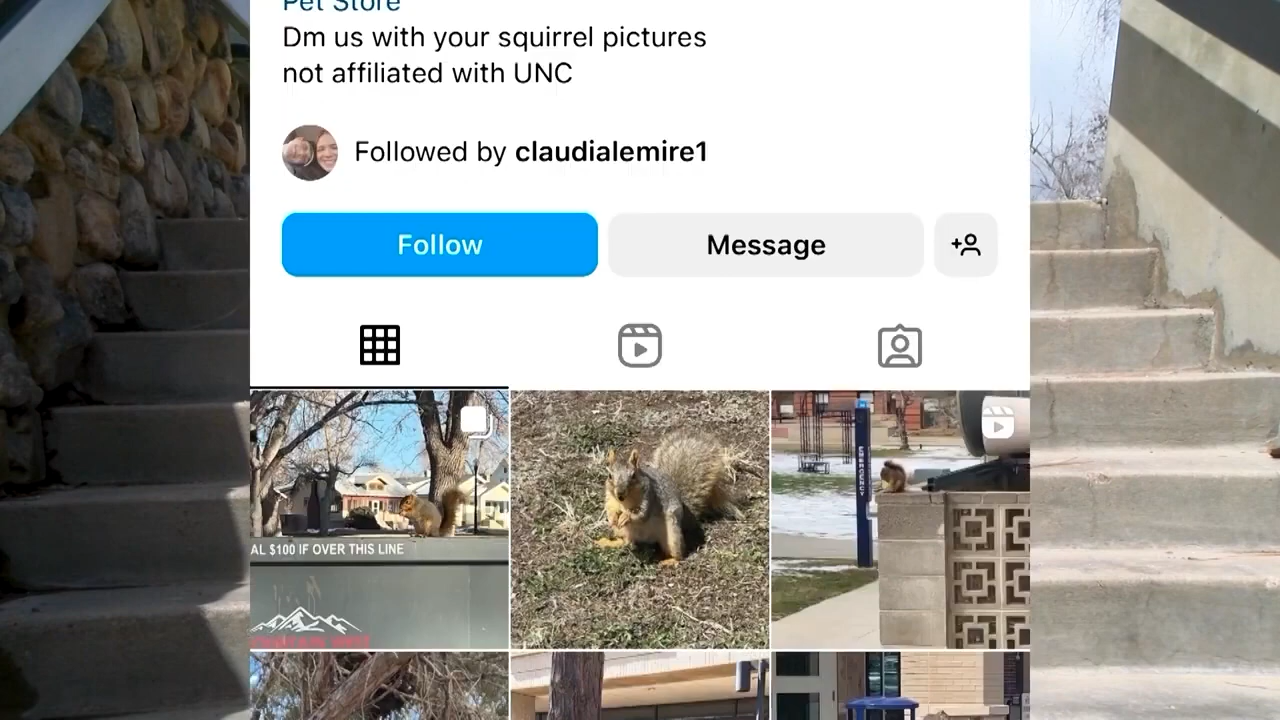 Pet Store
Dm us with your squirrel pictures
not affiliated with UNC
Followed by claudialemire1
Follow
Message
AL $100 IF OVER THIS LINE
EMERGENCY